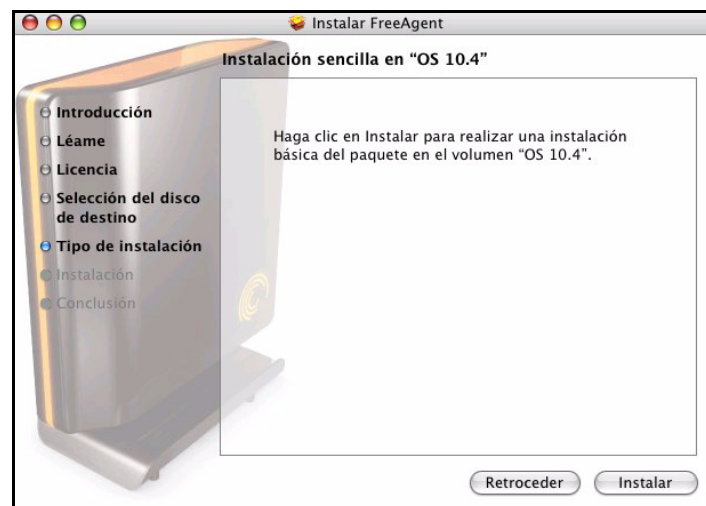 Instalar FreeAgent
Instalación sencilla en “OS 10.4”
Introducción
Léame
Licencia
Selección del disco
de destino
Tipo de instalación
Instalación
Conclusión
Haga clic en Instalar para realizar una instalación
básica del paquete en el volumen “OS 10.4”.
Retroceder
Instalar